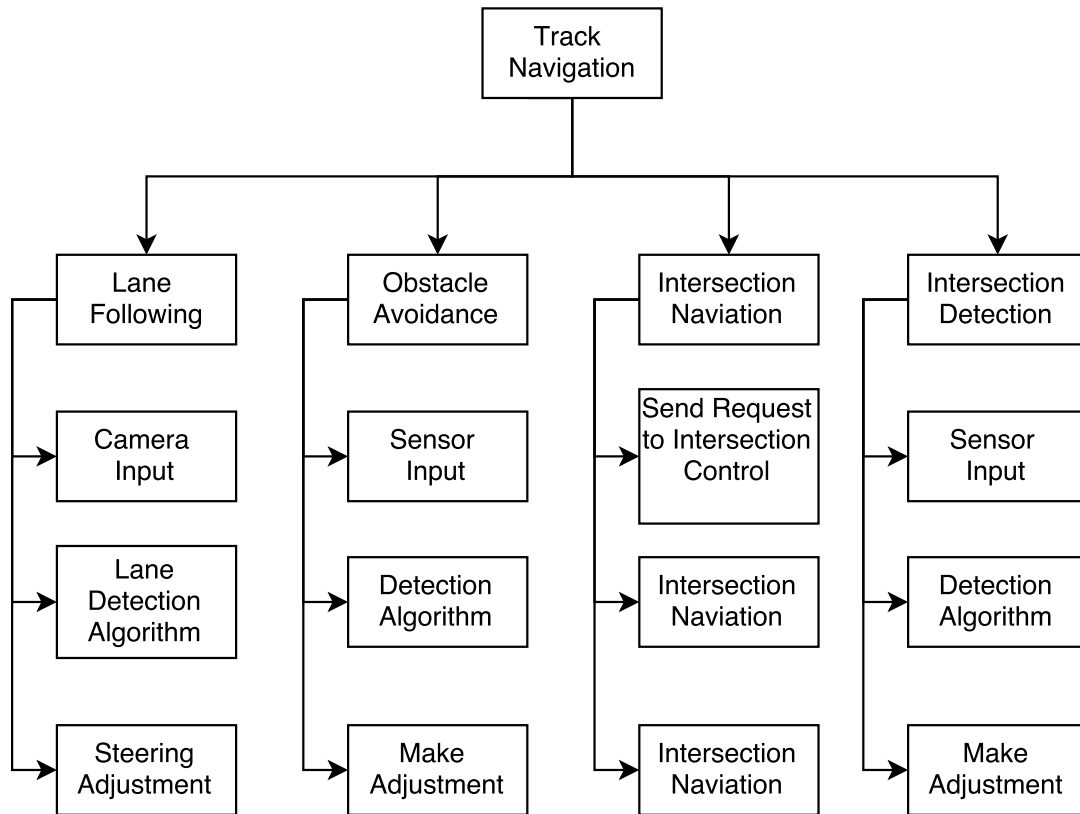 Track
Navigation
Lane
Following
Obstacle
Avoidance
Intersection
Naviation
Intersection
Detection
Camera
Input
Sensor
Input
Send Request
to Intersection
Control
Sensor
Input
Lane
Detection
Algorithm
Detection
Algorithm
Intersection
Naviation
Detection
Algorithm
Steering
Adjustment
Make
Adjustment
Intersection
Naviation
Make
Adjustment